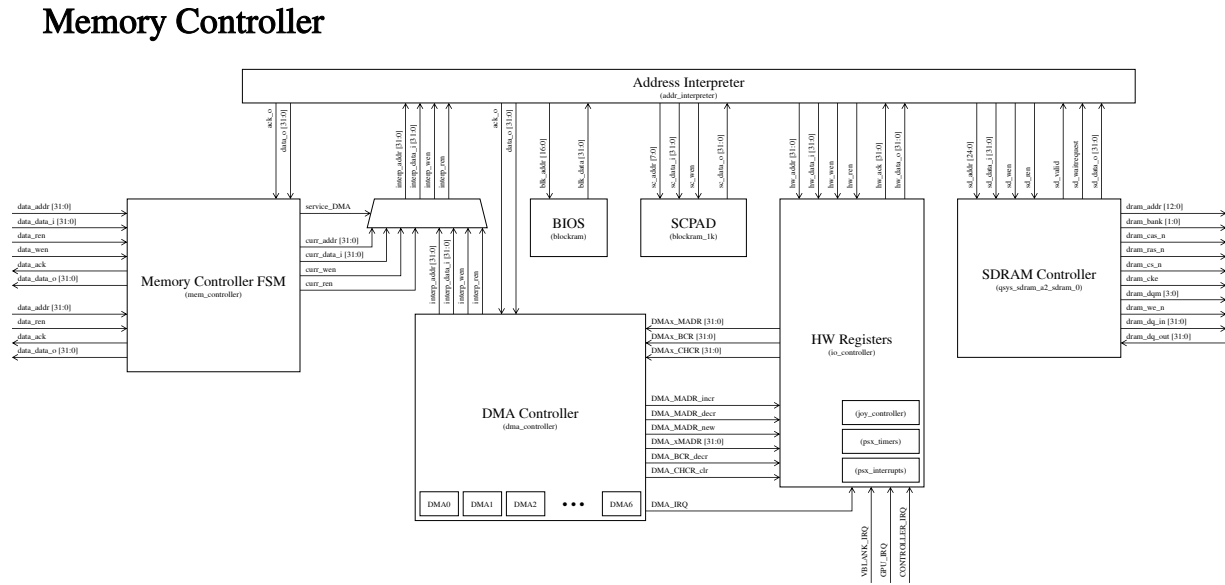 Memory Controller
Address Interpreter
(addr_interpreter)
ack_o
data_o [31:0]
interp_addr [31:0]
interp_data_i [31:0]
interp_wen
interp_ren
ack_o
data_o [31:0]
blk_addr [16:0]
blk_data [31:0]
sc_addr [7:0]
sc_data_i [31:0]
sc_wen
sc_data_o [31:0]
hw_addr [31:0]
hw_data_i [31:0]
hw_wen
hw_ren
hw_ack [31:0]
hw_data_o [31:0]
sd_addr [24:0]
sd_data_i [31:0]
sd_wen
sd_ren
sd_valid
sd_waitrequest
sd_data_o [31:0]
data_addr [31:0]
data_data_i [31:0]
data_ren
data_wen
data_ack
data_data_o [31:0]
data_addr [31:0]
data_ren
data_ack
data_data_o [31:0]
Memory Controller FSM
(mem_controller)
service_DMA
curr_addr [31:0]
curr_data_i [31:0]
curr_wen
curr_ren
interp_addr [31:0]
interp_data_i [31:0]
interp_wen
interp_ren
BIOS
(blockram)
SCPAD
(blockram_1k)
DMA Controller
(dma_controller)
DMA0
DMA1
DMA2
•••
DMA6
DMAx_MADR [31:0]
DMAx_BCR [31:0]
DMAx_CHCR [31:0]
DMA_MADR_incr
DMA_MADR_decr
DMA_MADR_new
DMA_xMADR [31:0]
DMA_BCR_decr
DMA_CHCR_clr
DMA_IRQ
HW Registers
(io_controller)
(joy_controller)
(psx_timers)
(psx_interrupts)
VBLANK_IRQ
GPU_IRQ
CONTROLLER_IRQ
SDRAM Controller
(qsys_sdram_a2_sdram_0)
dram_addr [12:0]
dram_bank [1:0]
dram_cas_n
dram_ras_n
dram_cs_n
dram_cke
dram_dqm [3:0]
dram_we_n
dram_dq_in [31:0]
dram_dq_out [31:0]